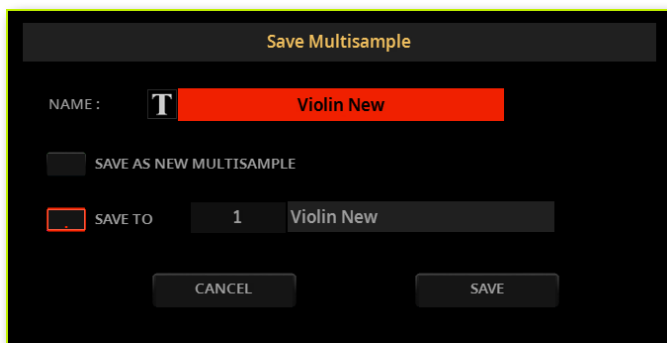 Save Multisample
NAME : T Violin New
SAVE AS NEW MULTISAMPLE
SAVE TO 1 Violin New
CANCEL SAVE